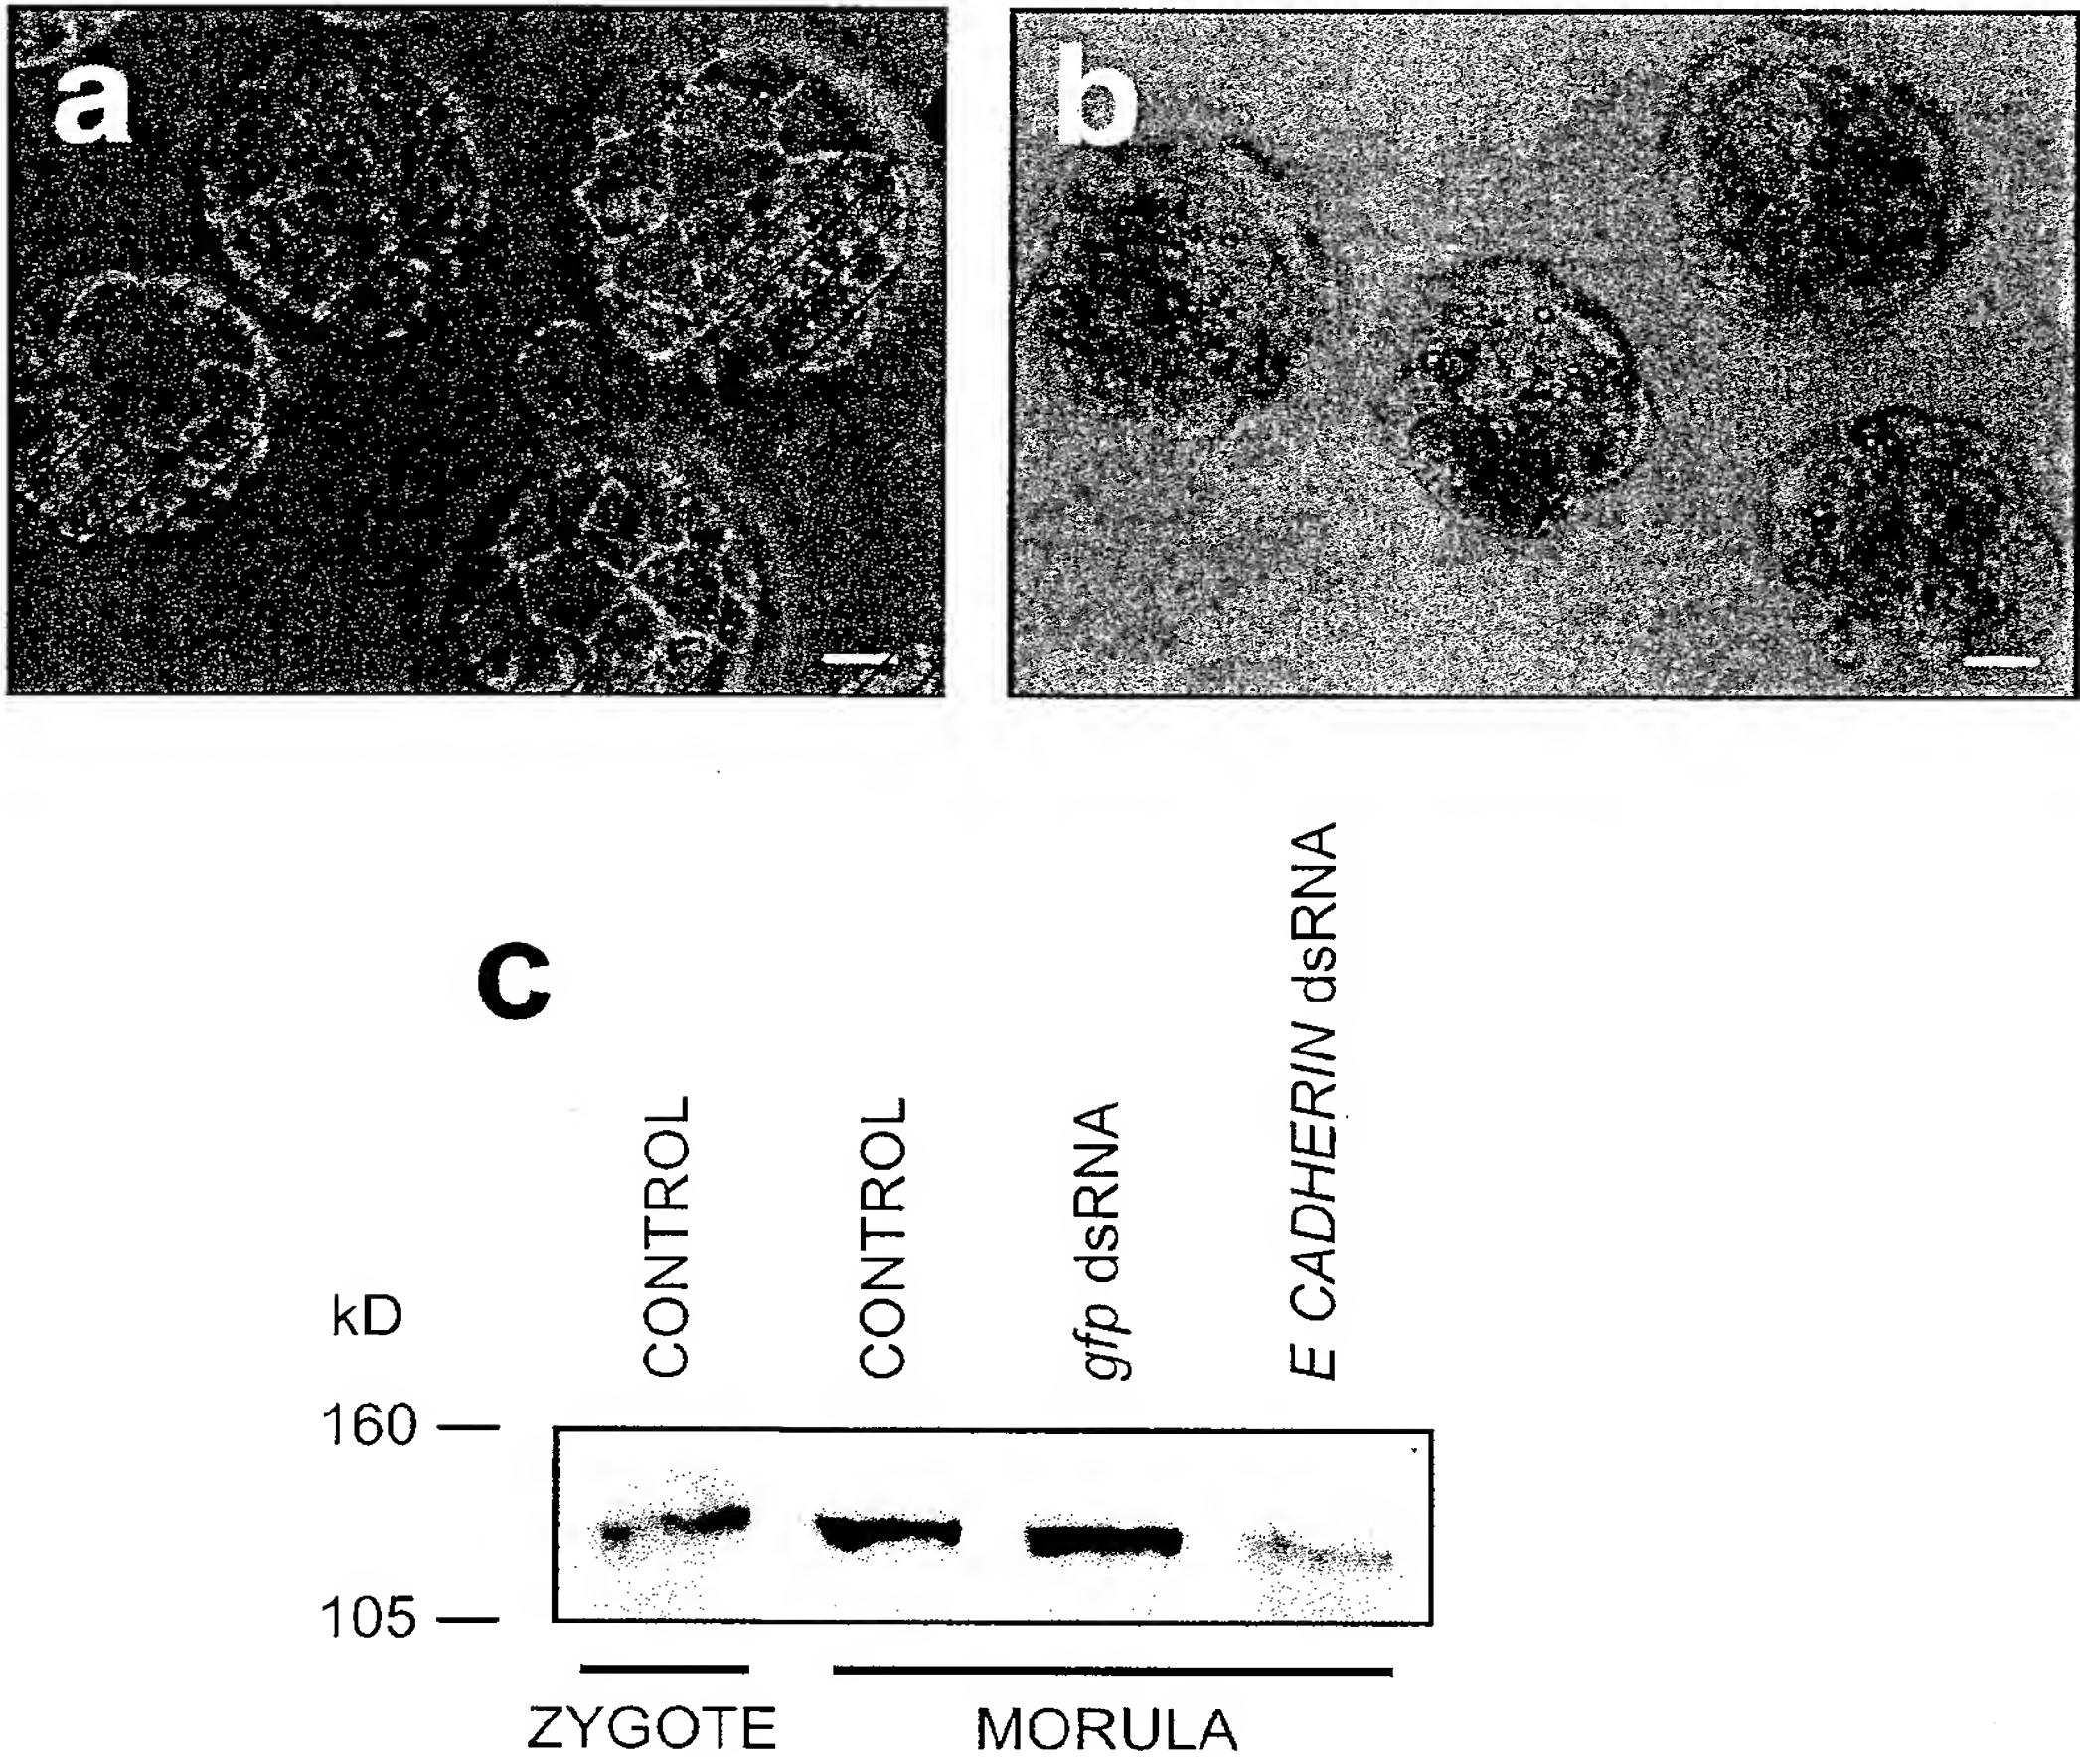 a
b
c
CONTROL
CONTROL
gfp dsRNA
E CADHERIN dsRNA
kD
160
105
ZYGOTE
MORULA